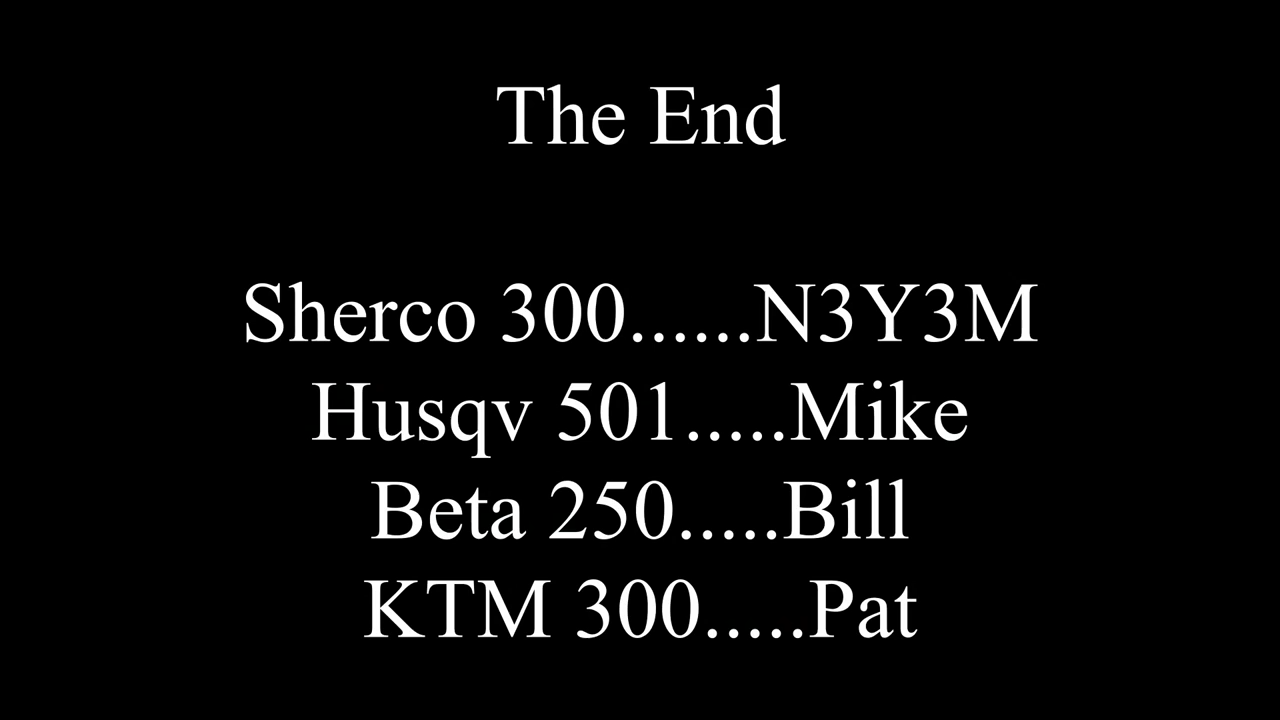 The End
Sherco 300......N3Y3M
Husqv 501.....Mike
Beta 250.....Bill
KTM 300.....Pat